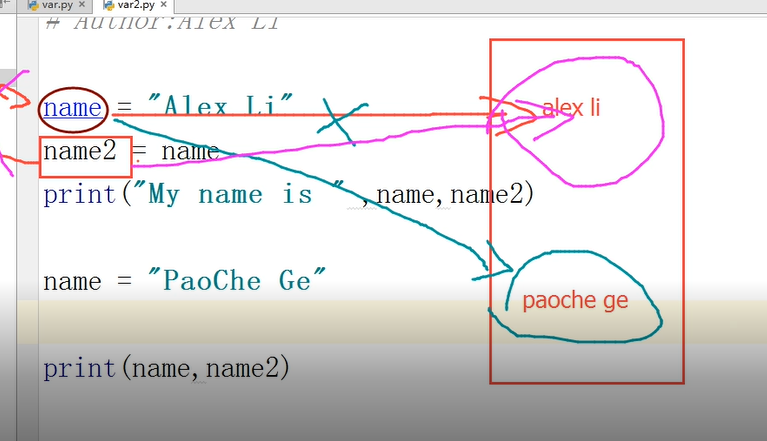 var.py var2.py
# Author:Alex Li
name = "Alex Li"
alex li
name2 = name
print("My name is " ,name,name2)
name = "PaoChe Ge"
paoche ge
print(name,name2)